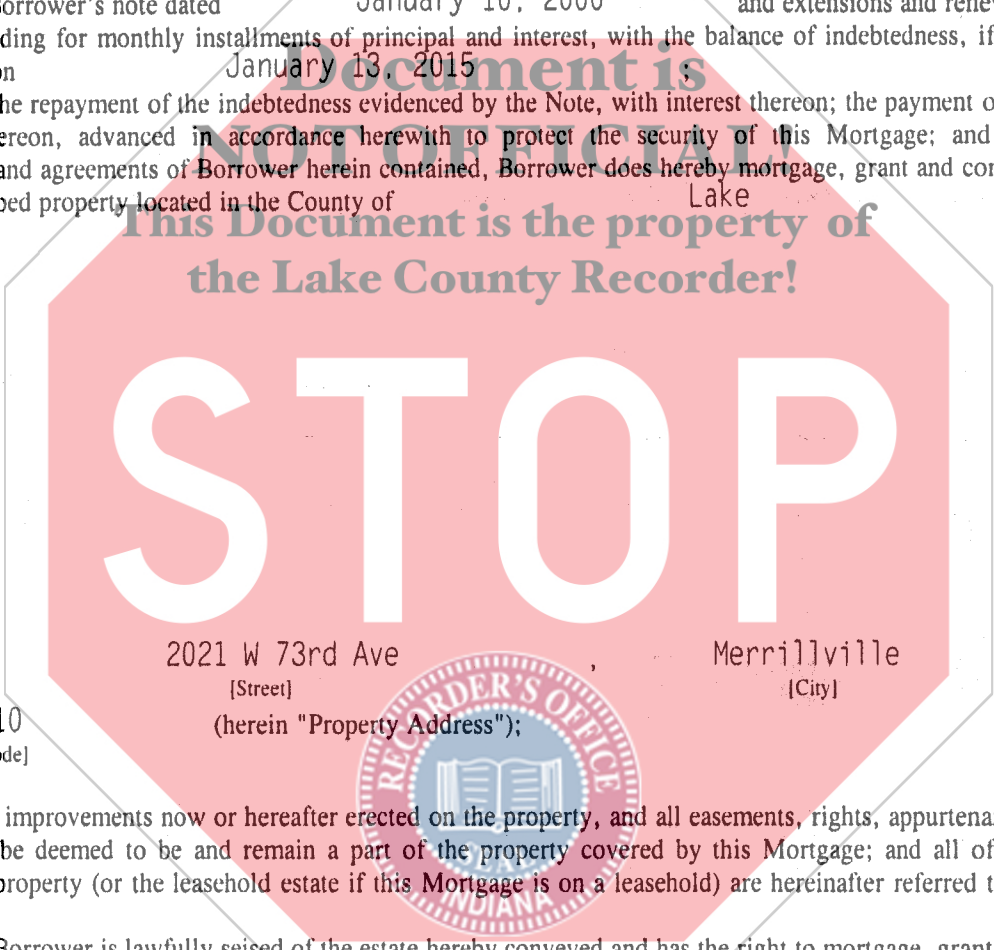 orrower's note dated January 10, 2000 and extensions and rene
ding for monthly installments of principal and interest, with the balance of indebtedness, if
n January 13, 2015 ;
Document is
he repayment of the indebtedness evidenced by the Note, with interest thereon; the payment o
ereon, advanced in accordance herewith to protect the security of this Mortgage; and
NOT OFFICIAL!
and agreements of Borrower herein contained, Borrower does hereby mortgage, grant and co
bed property located in the County of Lake
This Document is the property of
the Lake County Recorder!
STOP
2021 W 73rd Ave , Merrillville
[Street] [City]
10 (herein "Property Address");
de]
RECORDER'S OFFICE
improvements now or hereafter erected on the property, and all easements, rights, appurtena
be deemed to be and remain a part of the property covered by this Mortgage; and all of
SEAL
property (or the leasehold estate if this Mortgage is on a leasehold) are hereinafter referred t
INDIANA
Borrower is lawfully seised of the estate hereby conveyed and has the right to mortgage, gran